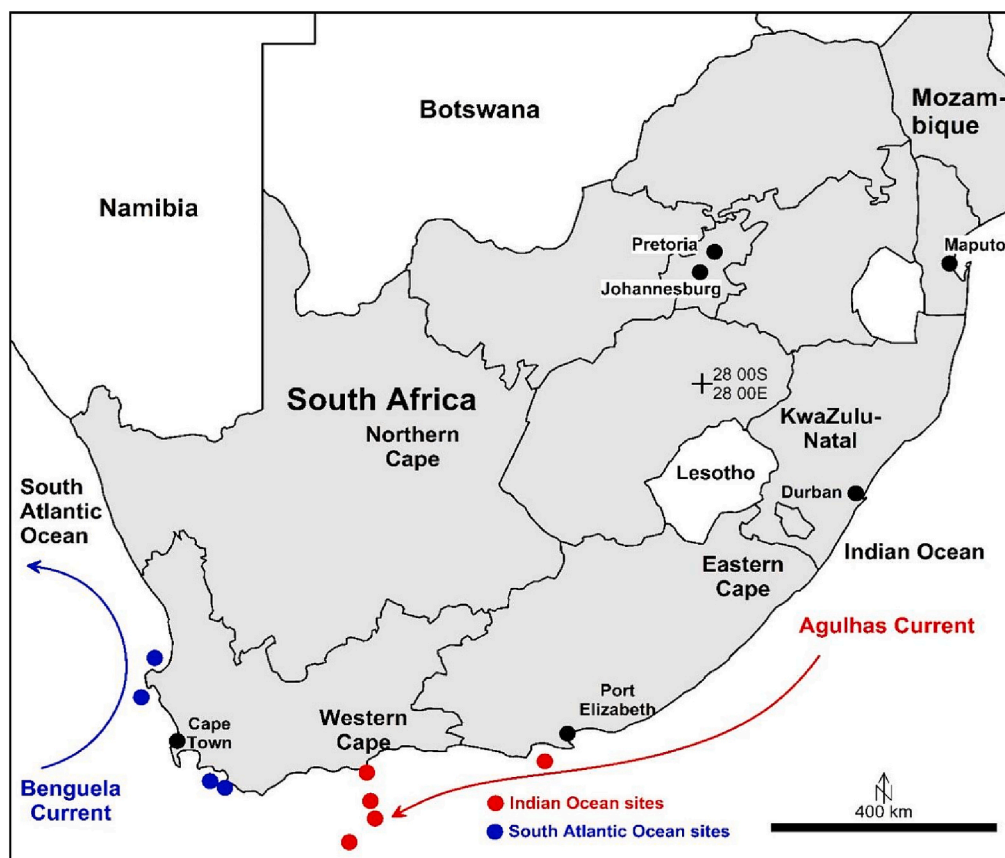 Botswana
Mozam-
bique
Namibia
Pretoria
Maputo
Johannesburg
28 00S
28 00E
South Africa
Northern
Cape
KwaZulu-
Natal
Lesotho
Durban
South
Atlantic
Ocean
Indian Ocean
Eastern
Cape
Agulhas Current
Port
Elizabeth
Western
Cape
Cape
Town
Benguela
Current
N
Indian Ocean sites
South Atlantic Ocean sites
400 km